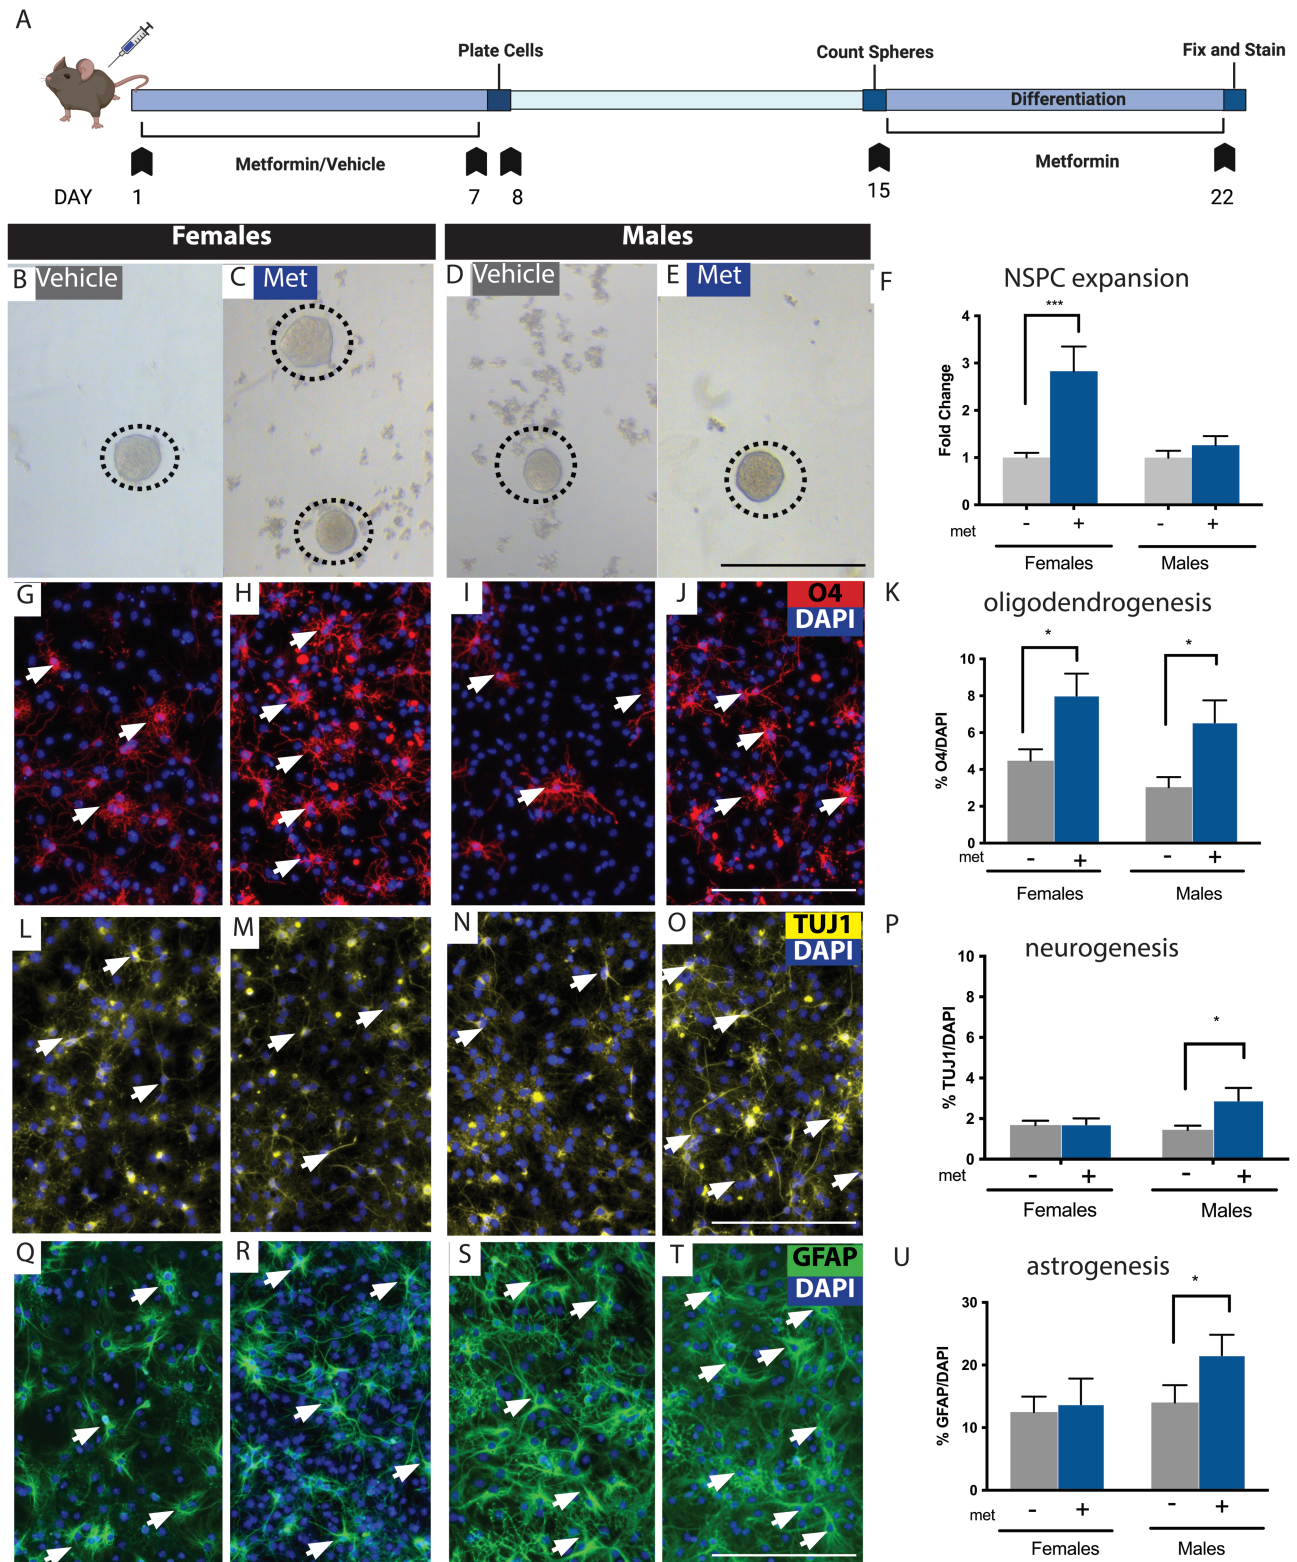 A
Plate Cells
Count Spheres
Fix and Stain
Differentiation
Metformin/Vehicle
Metformin
DAY
1
7
8
15
22
Females
Males
B
Vehicle
C
Met
D
Vehicle
E
Met
F
NSPC expansion
***
4
3
2
1
0
Fold Change
met
-
+
-
+
Females
Males
G
H
I
J
O4
DAPI
K
oligodendrogenesis
*
*
10
8
6
4
2
0
% O4/DAPI
met
-
+
-
+
Females
Males
L
M
N
O
TUJ1
DAPI
P
neurogenesis
*
10
8
6
4
2
0
% TUJ1/DAPI
met
-
+
-
+
Females
Males
Q
R
S
T
GFAP
DAPI
U
astrogenesis
*
30
20
10
0
% GFAP/DAPI
met
-
+
-
+
Females
Males